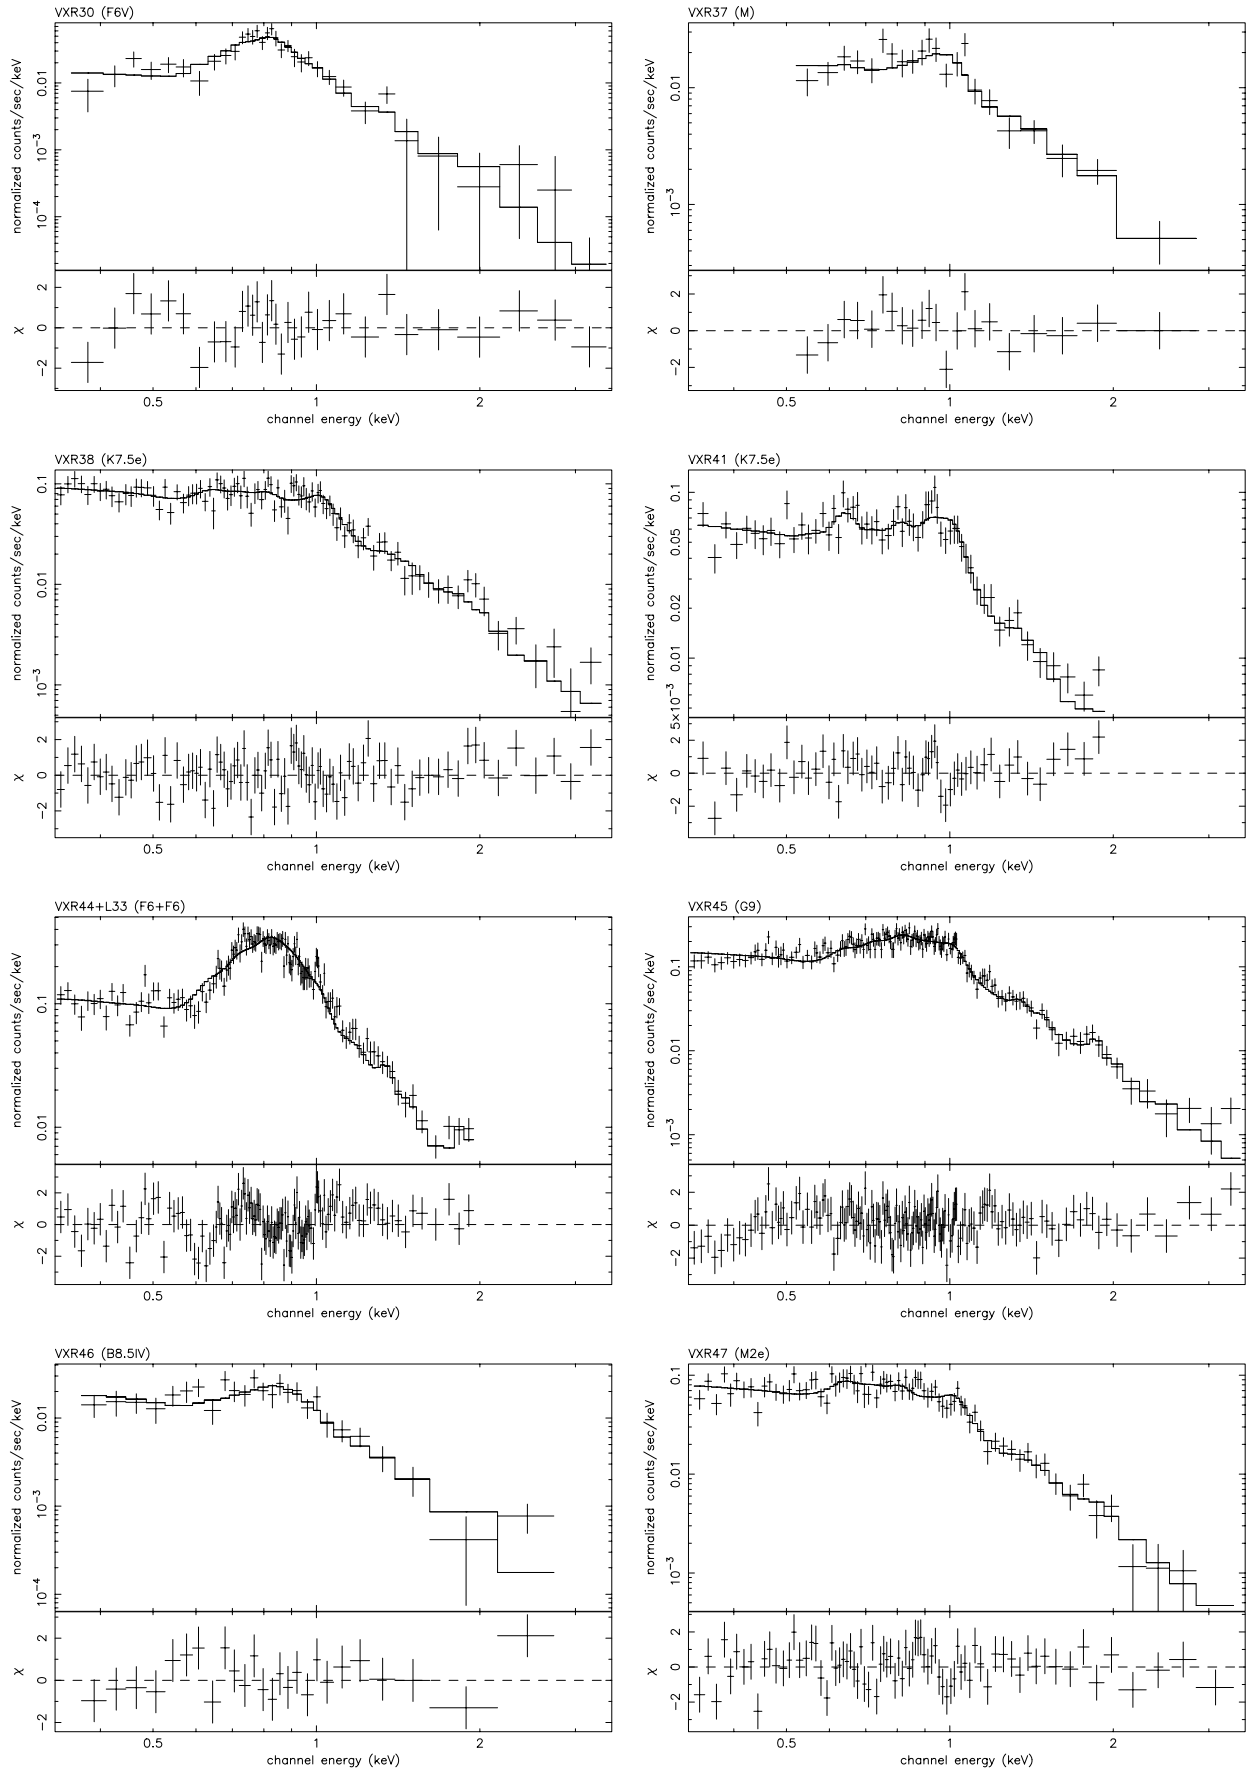 VXR30 (F6V)
normalized counts/sec/keV
0.01
10⁻³
10⁻⁴
χ
2
0
−2
0.5
1
2
channel energy (keV)
VXR37 (M)
normalized counts/sec/keV
0.01
10⁻³
χ
2
0
−2
0.5
1
2
channel energy (keV)
VXR38 (K7.5e)
normalized counts/sec/keV
0.1
0.01
10⁻³
χ
2
0
−2
0.5
1
2
channel energy (keV)
VXR41 (K7.5e)
normalized counts/sec/keV
0.1
0.05
0.02
0.01
5×10⁻³
χ
2
0
−2
0.5
1
2
channel energy (keV)
VXR44+L33 (F6+F6)
normalized counts/sec/keV
0.1
0.01
χ
2
0
−2
0.5
1
2
channel energy (keV)
VXR45 (G9)
normalized counts/sec/keV
0.1
0.01
10⁻³
χ
2
0
−2
0.5
1
2
channel energy (keV)
VXR46 (B8.5IV)
normalized counts/sec/keV
0.01
10⁻³
10⁻⁴
χ
2
0
−2
0.5
1
2
channel energy (keV)
VXR47 (M2e)
normalized counts/sec/keV
0.1
0.01
10⁻³
χ
2
0
−2
0.5
1
2
channel energy (keV)